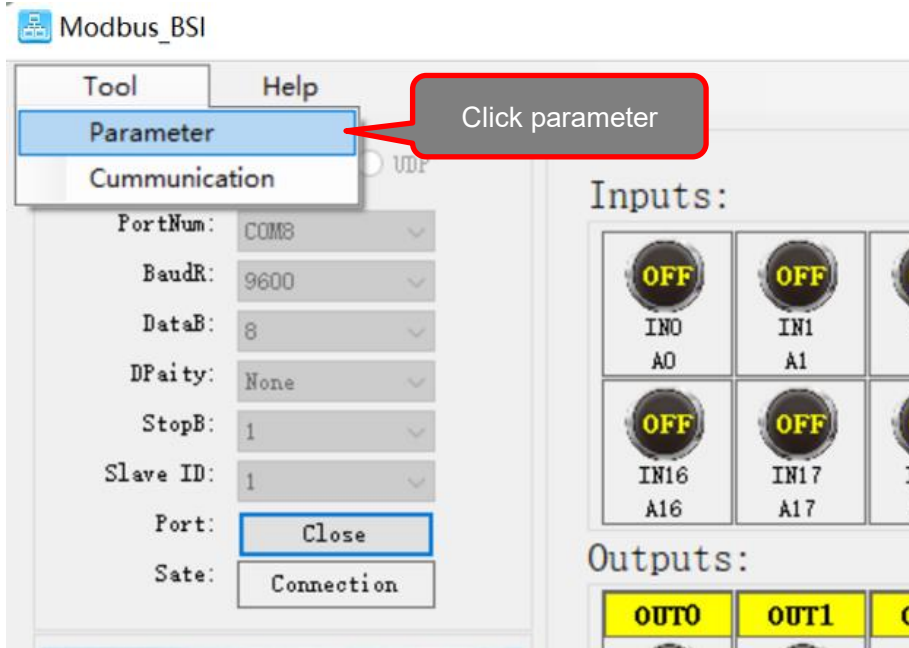 Modbus_BSI
Tool Help
Parameter
Click parameter
Cummunication
UDP
PortNum: COM8
BaudR: 9600
DataB: 8
DPaity: None
StopB: 1
Slave ID: 1
Port: Close
Sate: Connection
Inputs:
OFF OFF
IN0 IN1
A0 A1
OFF OFF
IN16 IN17
A16 A17
Outputs:
OUT0 OUT1